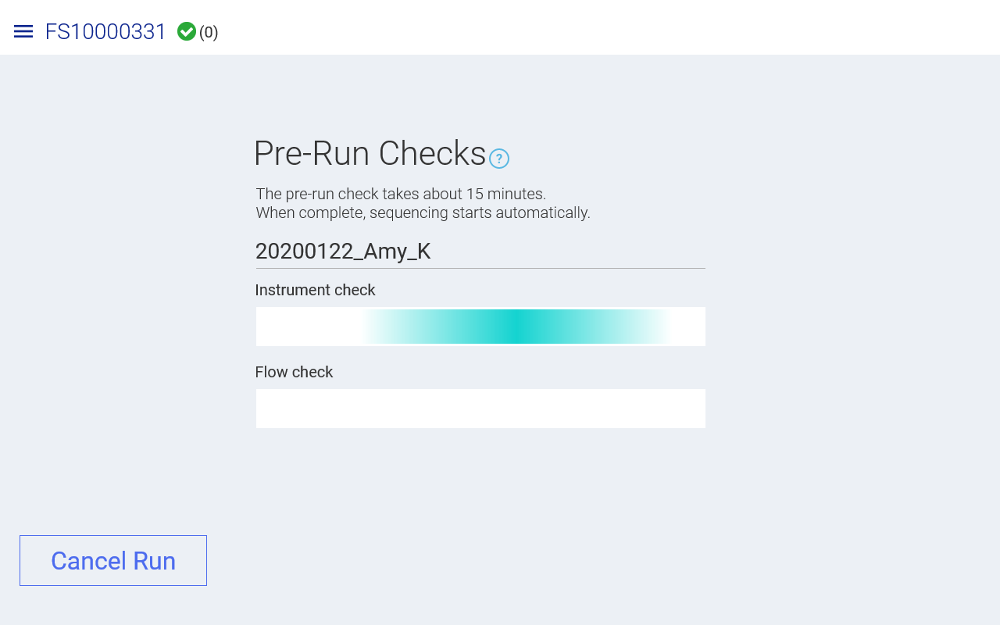 FS10000331 (0)
Pre-Run Checks ?
The pre-run check takes about 15 minutes.
When complete, sequencing starts automatically.
20200122_Amy_K
Instrument check
Flow check
Cancel Run